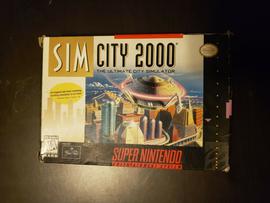 SIM CITY 2000
THE ULTIMATE CITY SIMULATOR
SUPER NINTENDO
ENTERTAINMENT SYSTEM